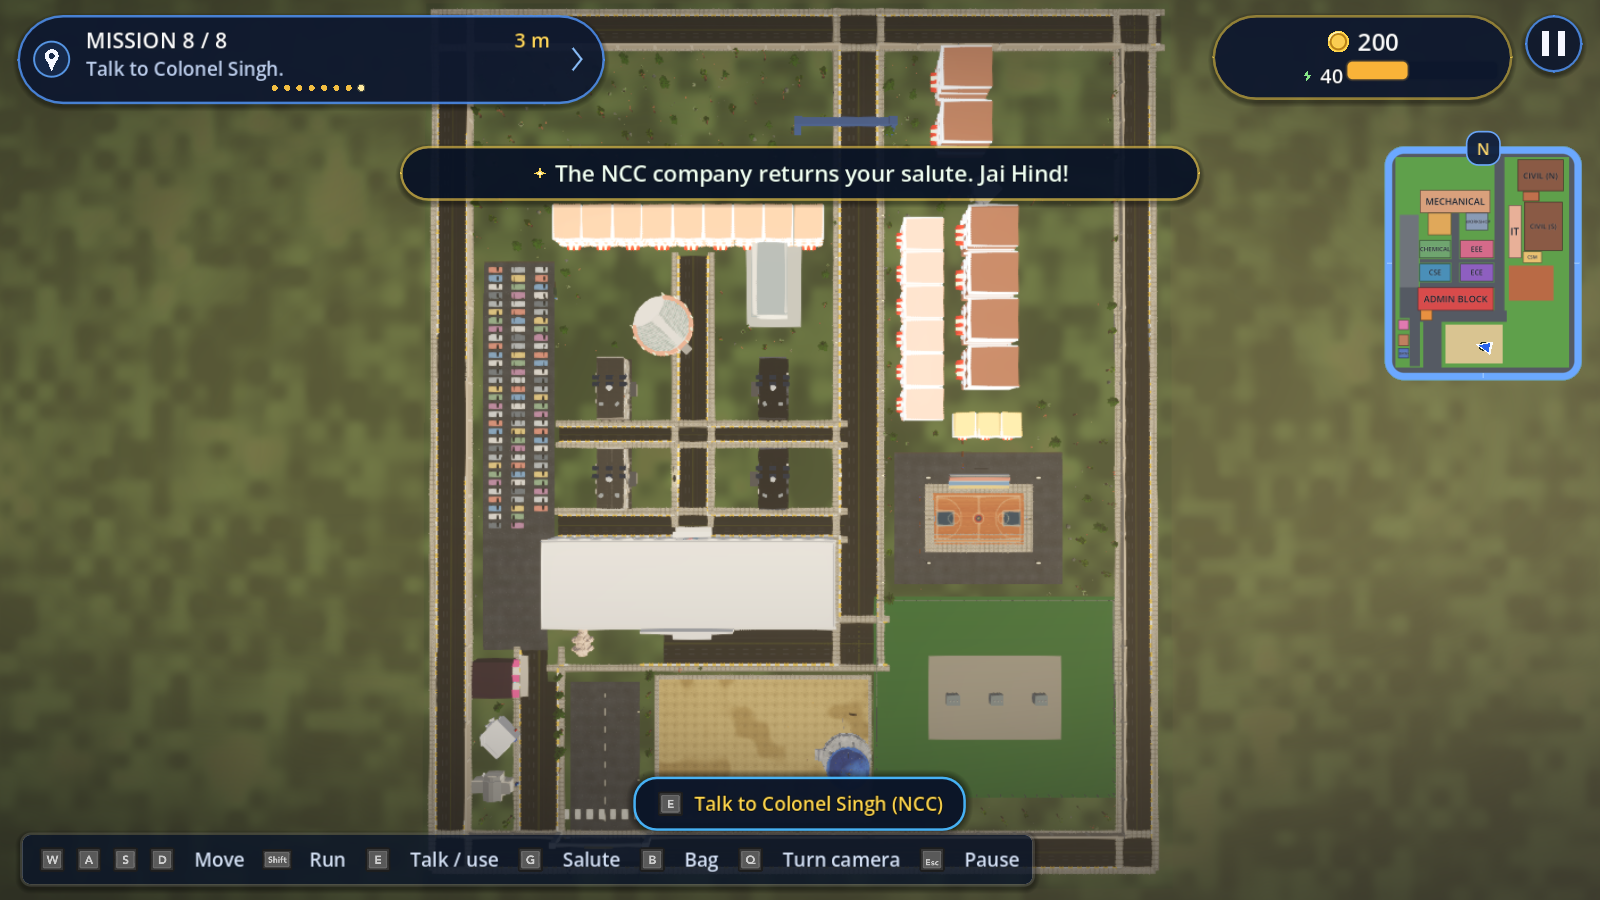 MISSION 8 / 8
3 m
Talk to Colonel Singh.
200
40
The NCC company returns your salute. Jai Hind!
N
CIVIL (N)
MECHANICAL
IT
CIVIL (S)
CHEMICAL
EEE
CSE
ECE
ADMIN BLOCK
E Talk to Colonel Singh (NCC)
W A S D Move Shift Run E Talk / use G Salute B Bag Q Turn camera Esc Pause